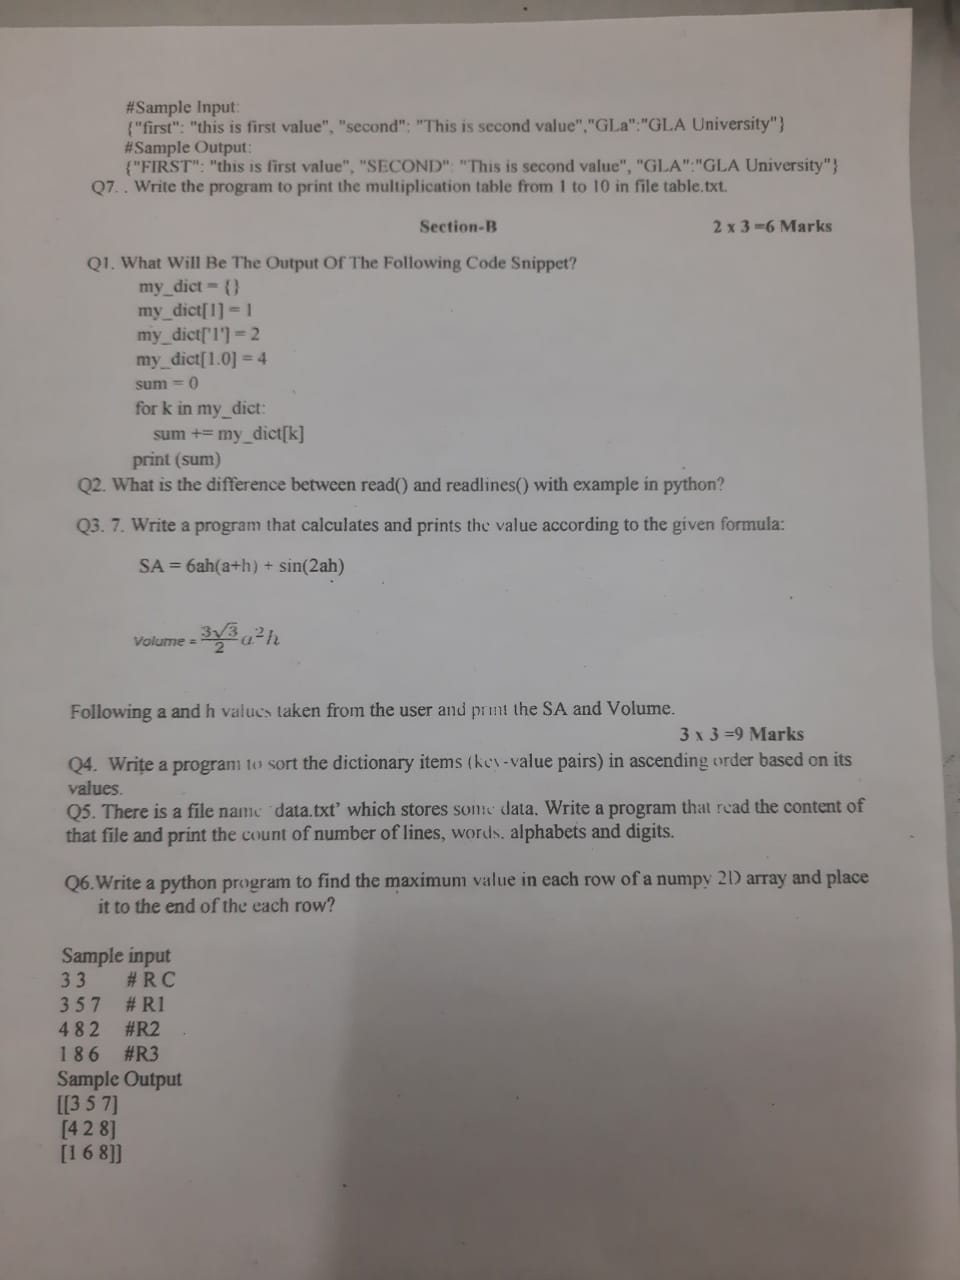 #Sample Input:
{"first": "this is first value", "second": "This is second value","GLa":"GLA University"}
#Sample Output:
{"FIRST": "this is first value", "SECOND": "This is second value", "GLA":"GLA University"}
Q7. . Write the program to print the multiplication table from 1 to 10 in file table.txt.
Section-B 2 x 3 =6 Marks
Q1. What Will Be The Output Of The Following Code Snippet?
my_dict = {}
my_dict[1] = 1
my_dict['1'] = 2
my_dict[1.0] = 4
sum = 0
for k in my_dict:
sum += my_dict[k]
print (sum)
Q2. What is the difference between read() and readlines() with example in python?
Q3. 7. Write a program that calculates and prints the value according to the given formula:
SA = 6ah(a+h) + sin(2ah)
Volume = 3√3/2 a²h
Following a and h values taken from the user and print the SA and Volume.
3 x 3 =9 Marks
Q4. Write a program to sort the dictionary items (key-value pairs) in ascending order based on its
values.
Q5. There is a file name `data.txt’ which stores some data. Write a program that read the content of
that file and print the count of number of lines, words, alphabets and digits.
Q6.Write a python program to find the maximum value in each row of a numpy 2D array and place
it to the end of the each row?
Sample input
3 3 # R C
3 5 7 # R1
4 8 2 #R2
1 8 6 #R3
Sample Output
[[3 5 7]
[4 2 8]
[1 6 8]]